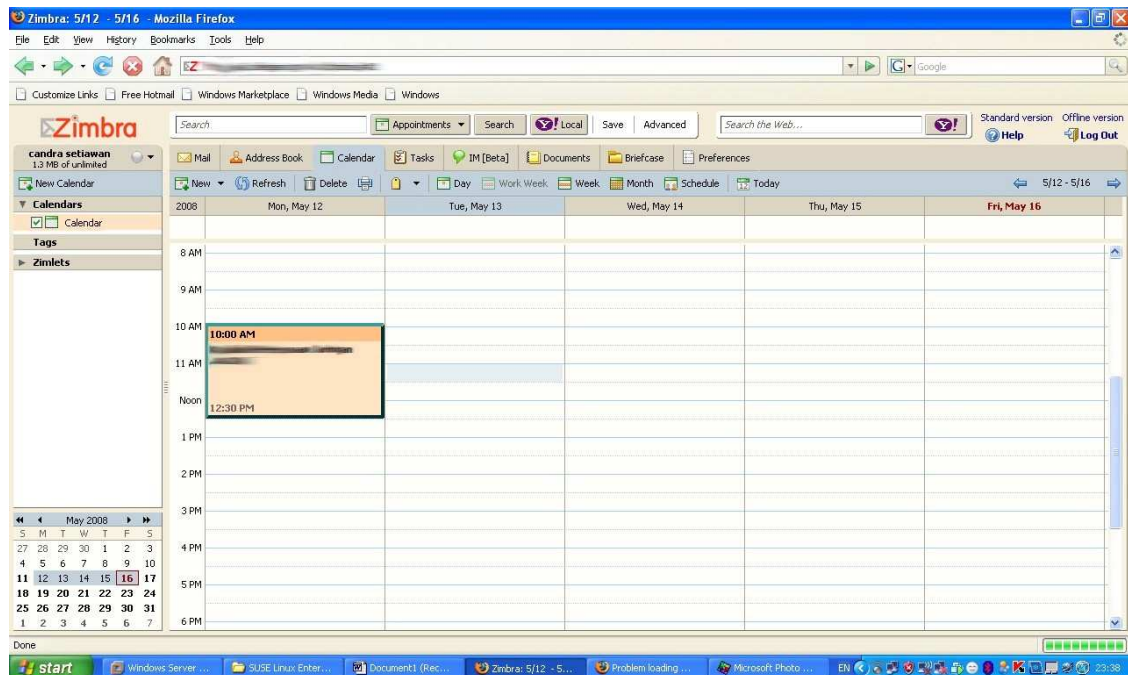 Zimbra: 5/12 - 5/16 - Mozilla Firefox
File Edit View History Bookmarks Tools Help
G Google
Customize Links Free Hotmail Windows Marketplace Windows Media Windows
Zimbra Search Appointments Search Y! Local Save Advanced Search the Web... Y! Standard version Offline version
Help Log Out
candra setiawan
1.3 MB of unlimited
Mail Address Book Calendar Tasks IM [Beta] Documents Briefcase Preferences
New Calendar New Refresh Delete Day Work Week Week Month Schedule Today 5/12 - 5/16
Calendars 2008 Mon, May 12 Tue, May 13 Wed, May 14 Thu, May 15 Fri, May 16
Calendar
Tags
Zimlets
8 AM
9 AM
10 AM
10:00 AM
11 AM
Noon
12:30 PM
1 PM
2 PM
3 PM
4 PM
5 PM
6 PM
May 2008
S M T W T F S
27 28 29 30 1 2 3
4 5 6 7 8 9 10
11 12 13 14 15 16 17
18 19 20 21 22 23 24
25 26 27 28 29 30 31
1 2 3 4 5 6 7
Done
start Windows Server ... SUSE Linux Enter... Document1 (Rec... Zimbra: 5/12 - 5... Problem loading ... Microsoft Photo ... EN 23:38